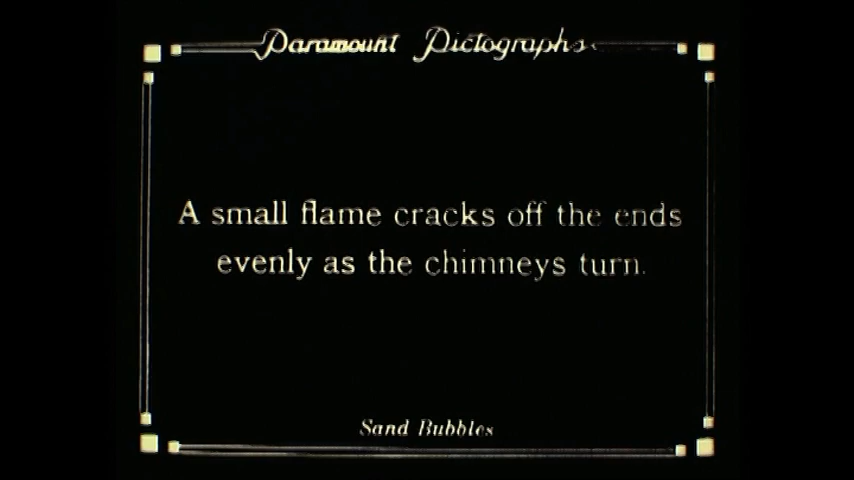 Paramount Pictographs
A small flame cracks off the ends
evenly as the chimneys turn.
Sand Bubbles